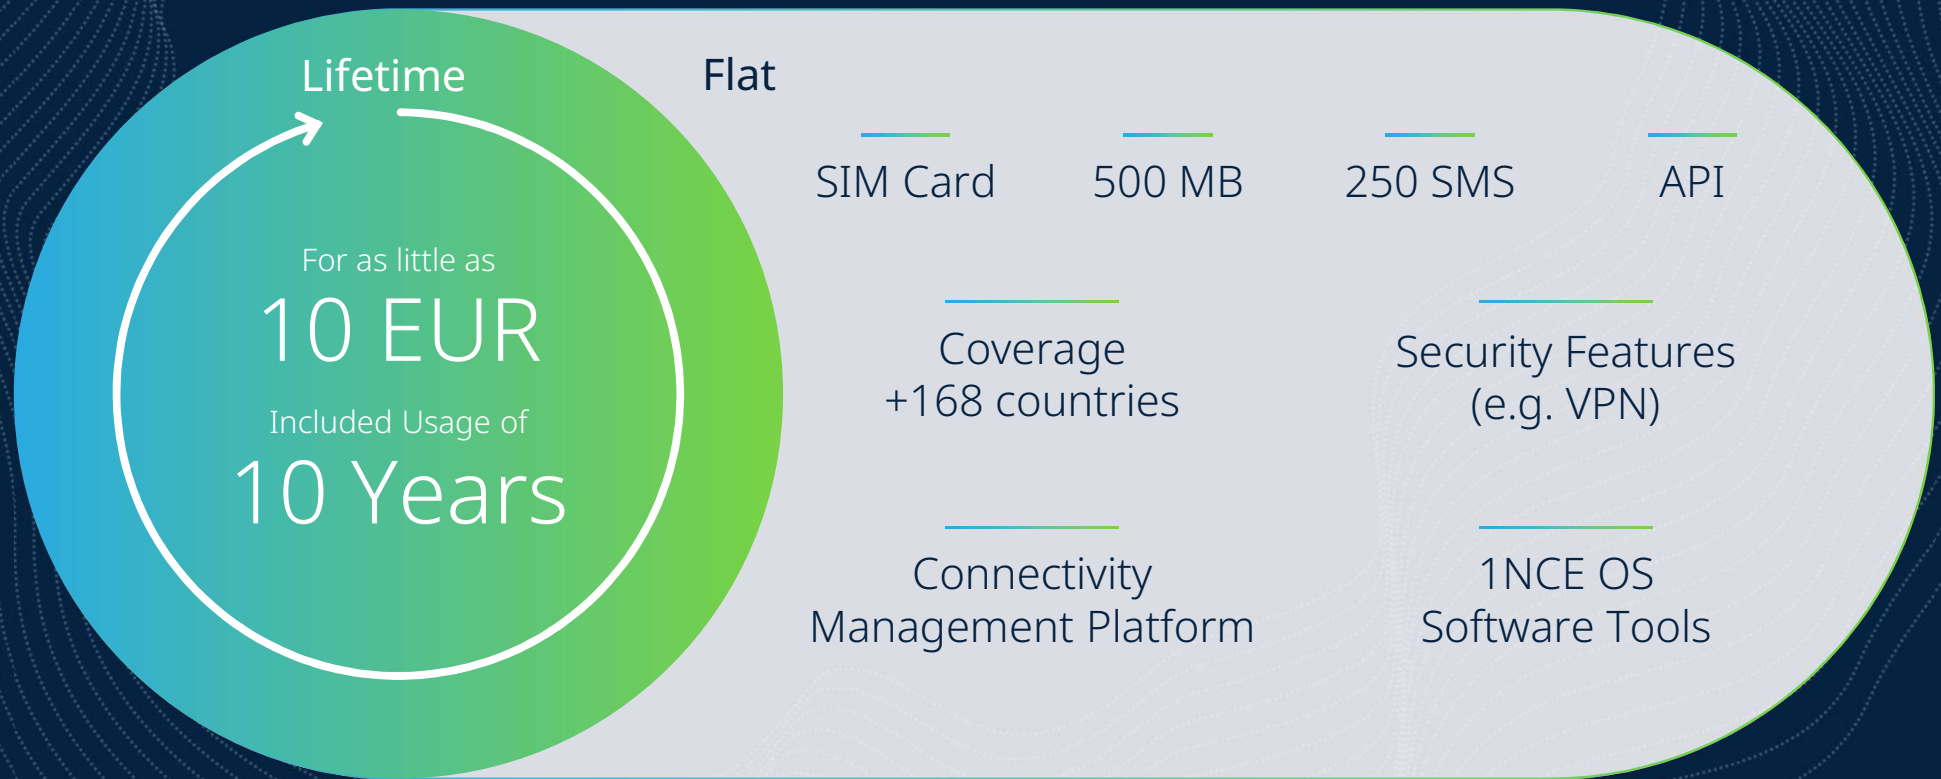 Lifetime
For as little as
10 EUR
Included Usage of
10 Years
Flat
SIM Card
500 MB
250 SMS
API
Coverage
+168 countries
Security Features
(e.g. VPN)
Connectivity
Management Platform
1NCE OS
Software Tools